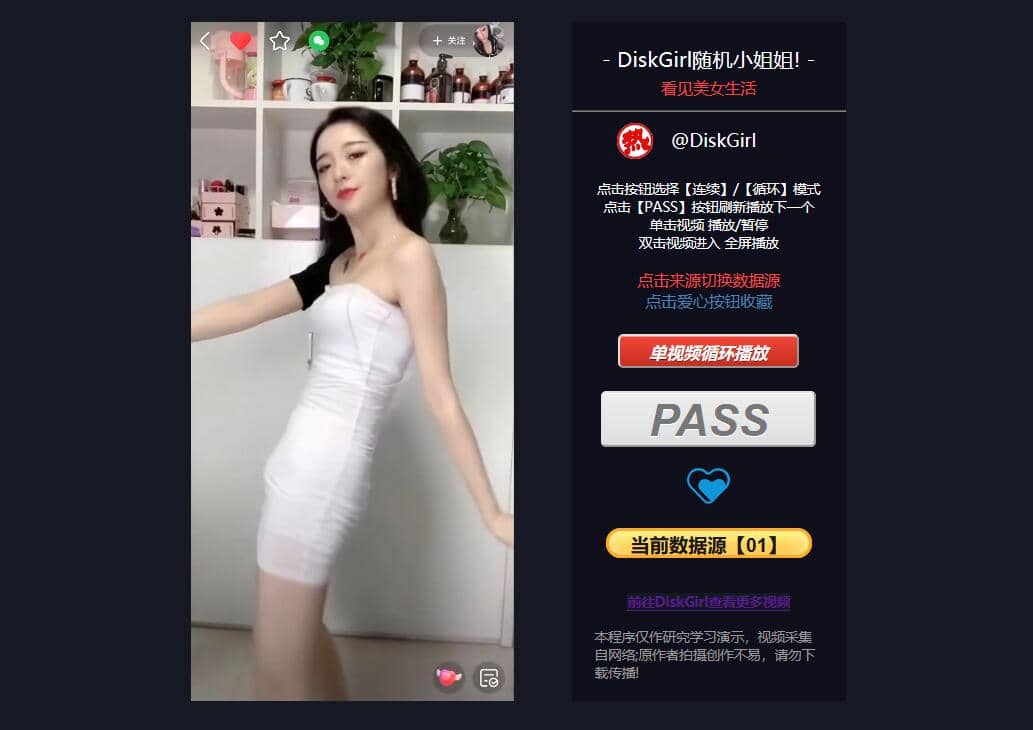 关注
- DiskGirl随机小姐姐! -
看见美女生活
热
@DiskGirl
点击按钮选择【连续】/【循环】模式
点击【PASS】按钮刷新播放下一个
单击视频 播放/暂停
双击视频进入 全屏播放
点击来源切换数据源
点击爱心按钮收藏
单视频循环播放
PASS
当前数据源【01】
前往DiskGirl查看更多视频
本程序仅作研究学习演示，视频采集
自网络;原作者拍摄创作不易，请勿下
载传播!